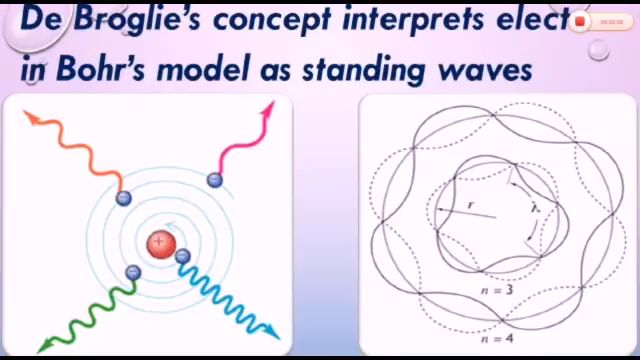 De Broglie's concept interprets elect
in Bohr's model as standing waves
r
λ
n = 3
n = 4